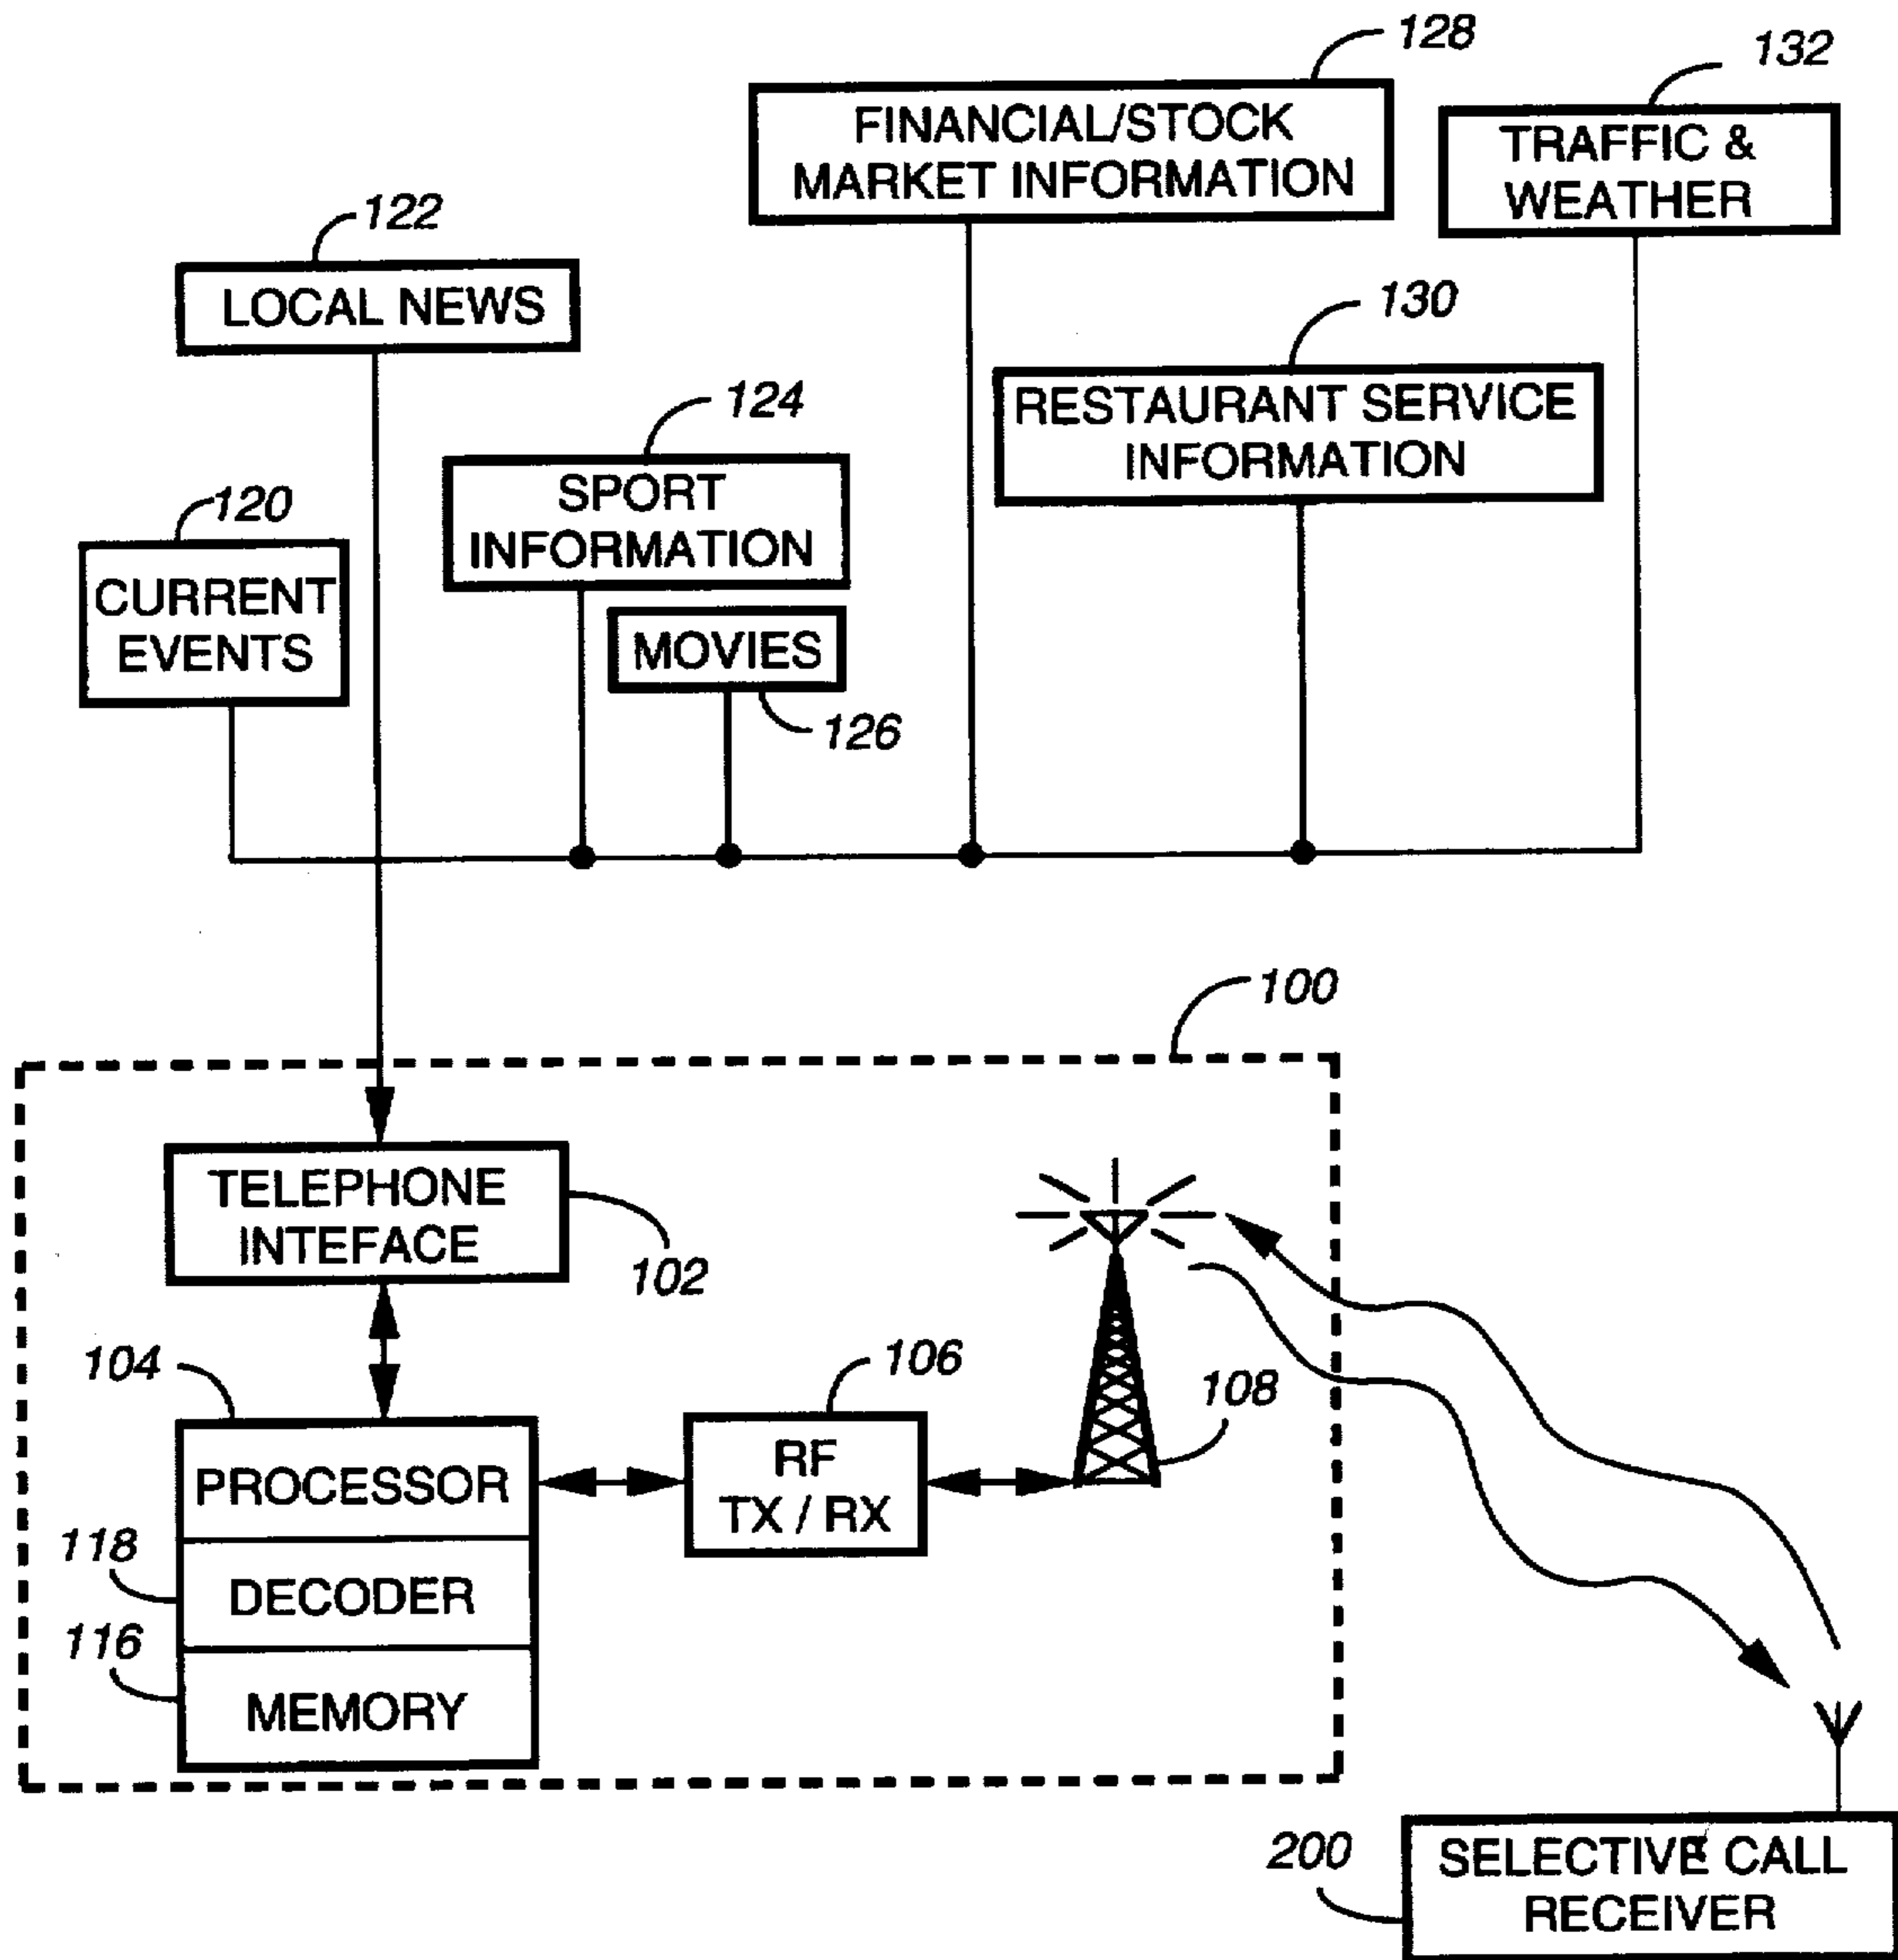 128
132
FINANCIAL/STOCK
MARKET INFORMATION
TRAFFIC &
WEATHER
122
LOCAL NEWS
130
RESTAURANT SERVICE
INFORMATION
124
SPORT
INFORMATION
120
CURRENT
EVENTS
MOVIES
126
100
TELEPHONE
INTEFACE
102
104
PROCESSOR
106
RF
TX / RX
108
118
DECODER
116
MEMORY
200
SELECTIVE CALL
RECEIVER